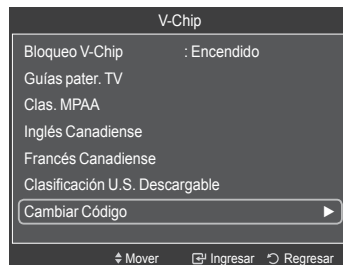 V-Chip
Bloqueo V-Chip : Encendido
Guías pater. TV
Clas. MPAA
Inglés Canadiense
Francés Canadiense
Clasificación U.S. Descargable
Cambiar Código ►
Mover Ingresar Regresar